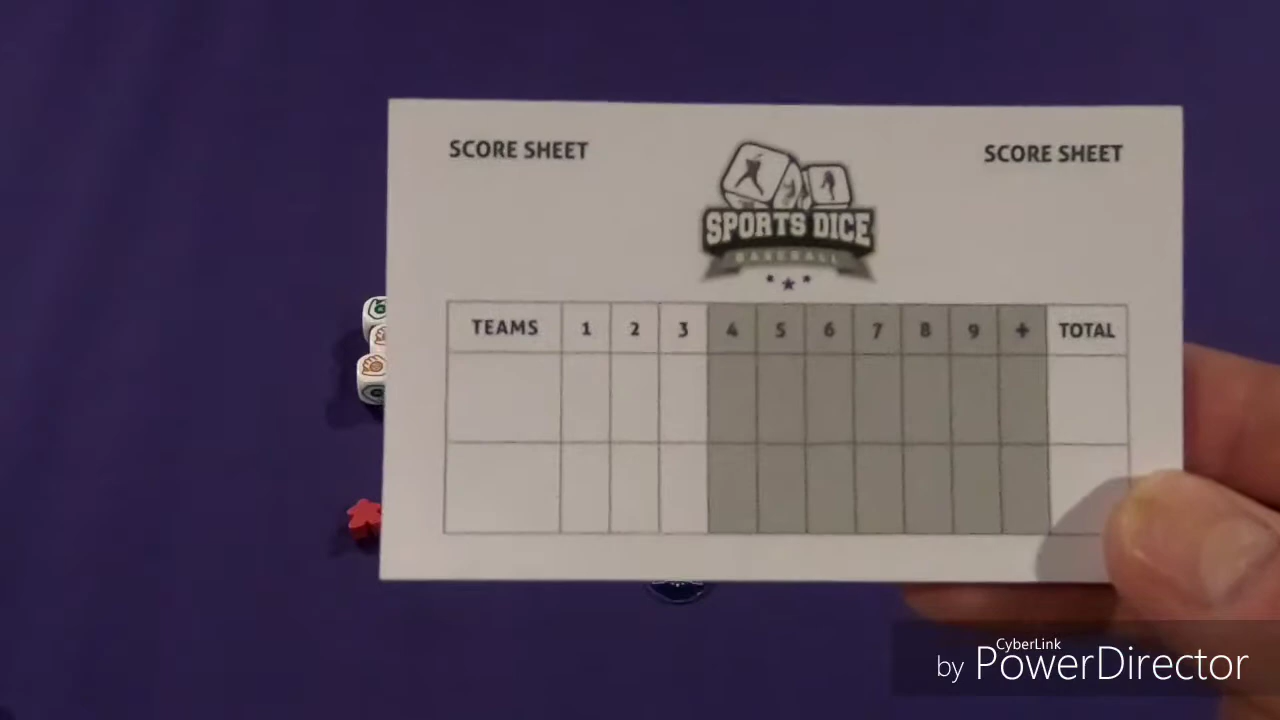 SCORE SHEET
SCORE SHEET
SPORTS DICE
BASEBALL
TEAMS 1 2 3 4 5 6 7 8 9 + TOTAL
CyberLink
by PowerDirector